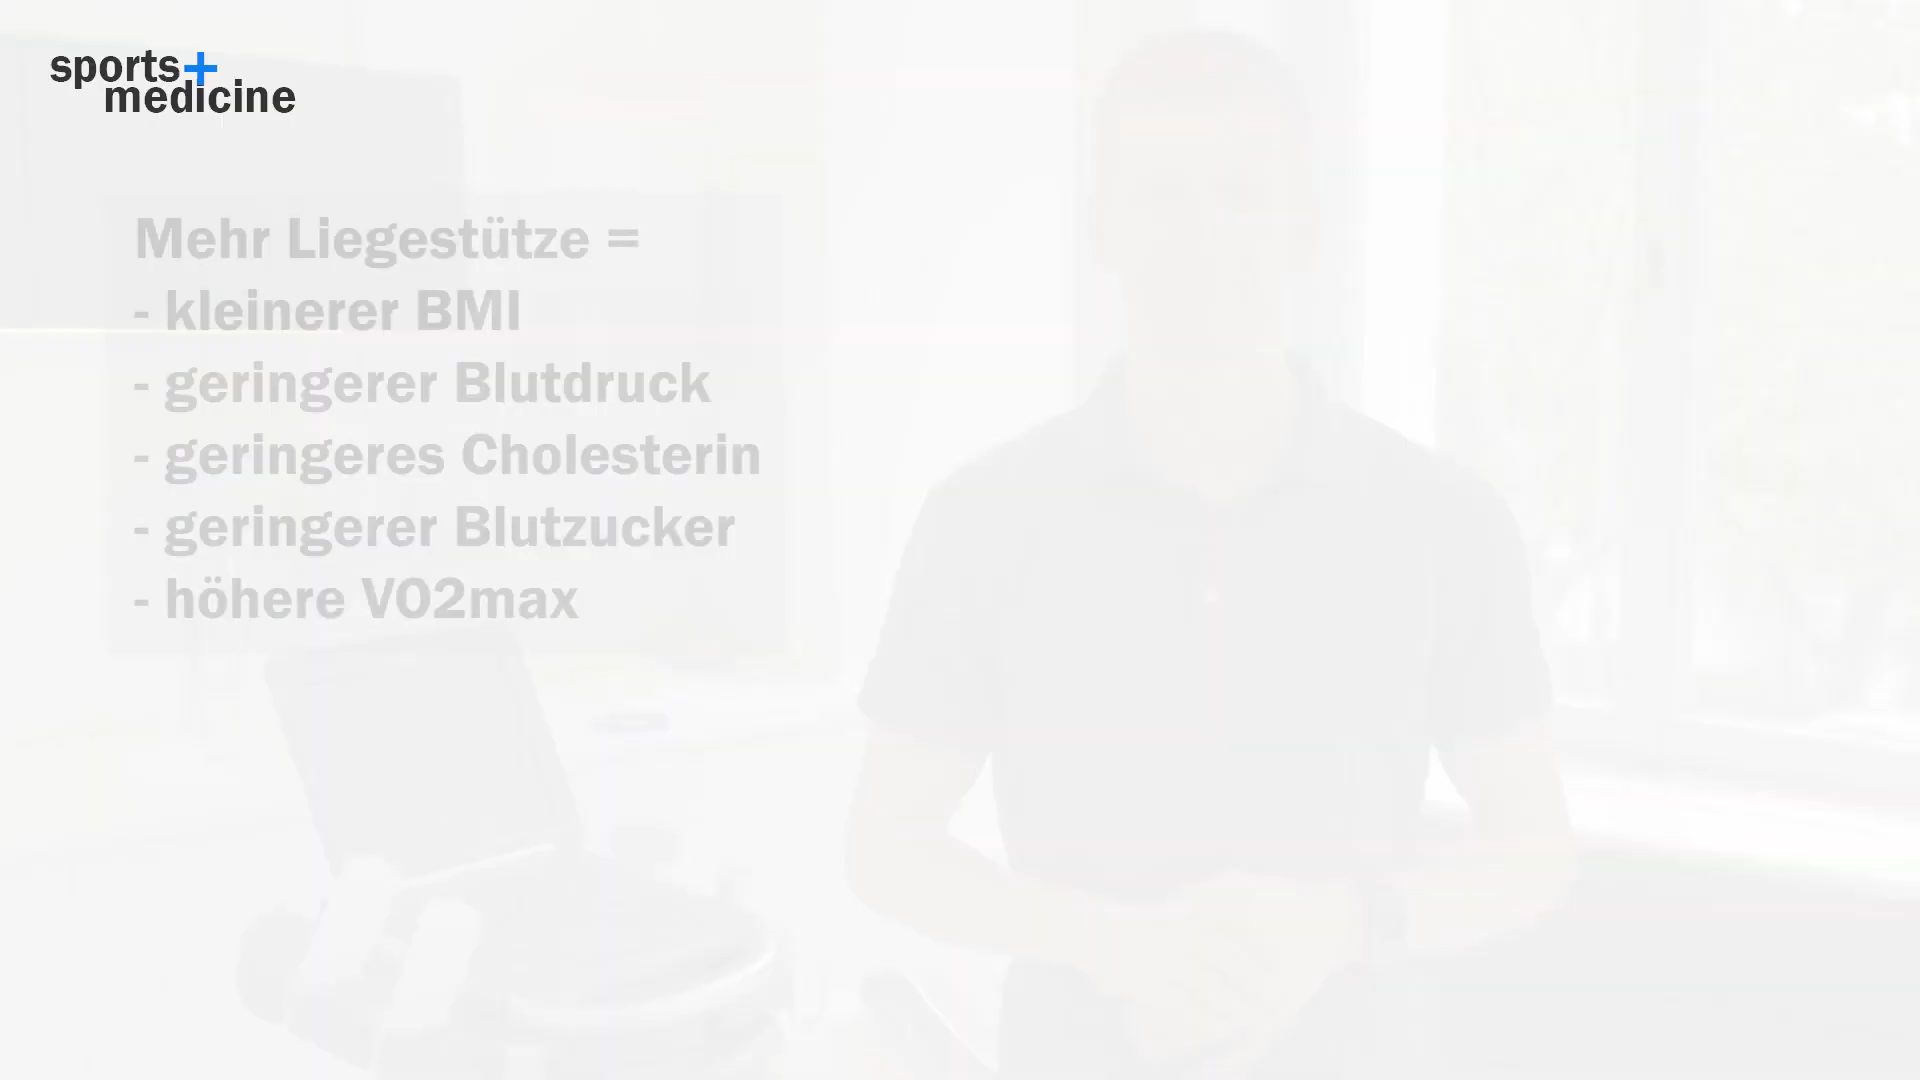 sports+
medicine
Mehr Liegestütze =
- kleinerer BMI
- geringerer Blutdruck
- geringeres Cholesterin
- geringerer Blutzucker
- höhere VO2max